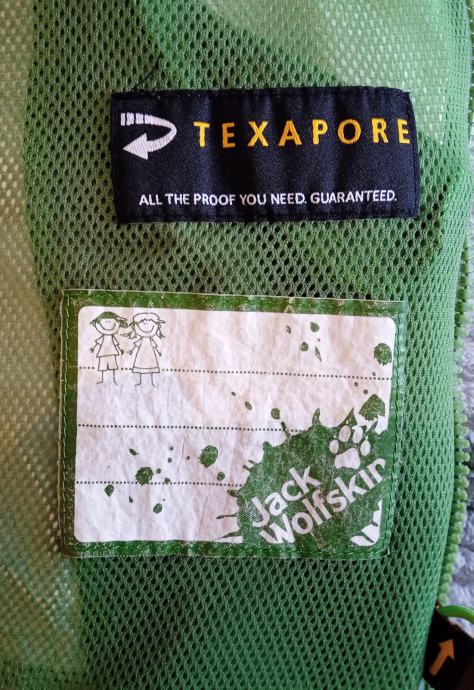 TEXAPORE
ALL THE PROOF YOU NEED. GUARANTEED.
Jack
Wolfskin